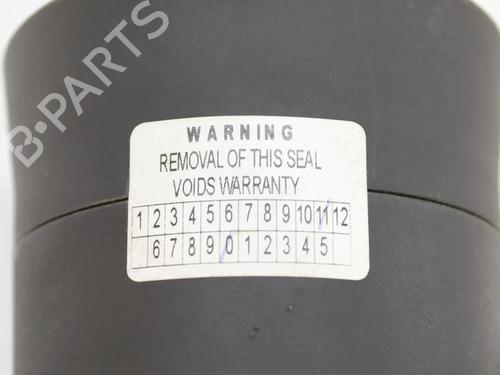 B-PARTS
WARNING
REMOVAL OF THIS SEAL
VOIDS WARRANTY
1 2 3 4 5 6 7 8 9 10 11 12
6 7 8 9 0 1 2 3 4 5